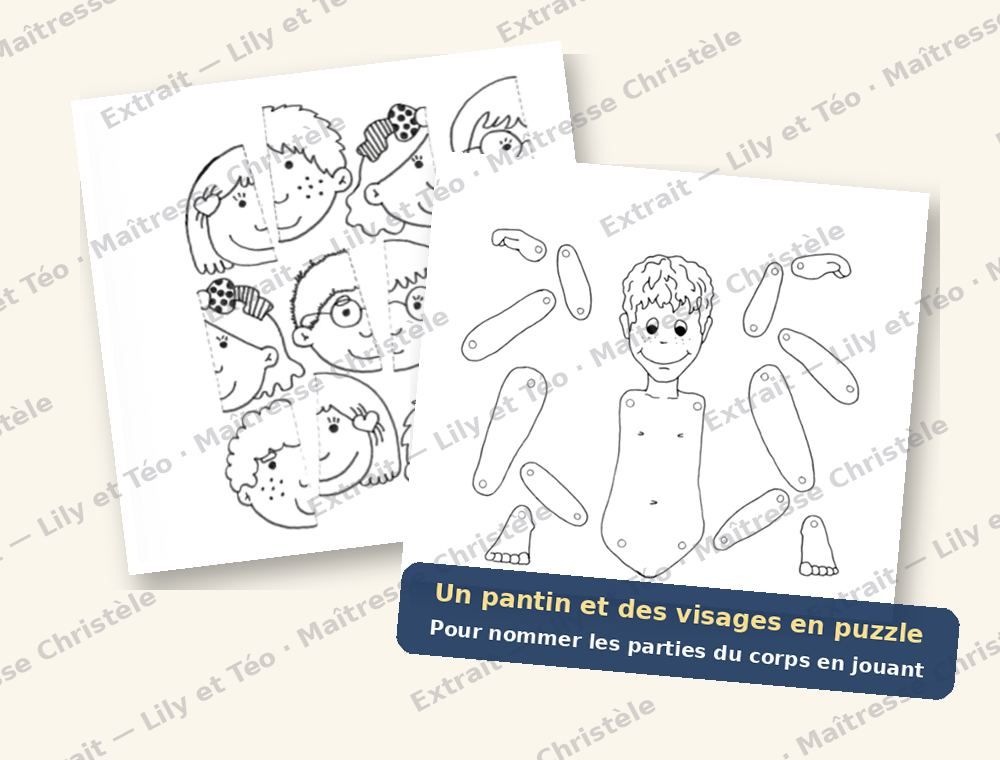 Extrait — Lily et Téo · Maîtresse Christèle
Un pantin et des visages en puzzle
Pour nommer les parties du corps en jouant